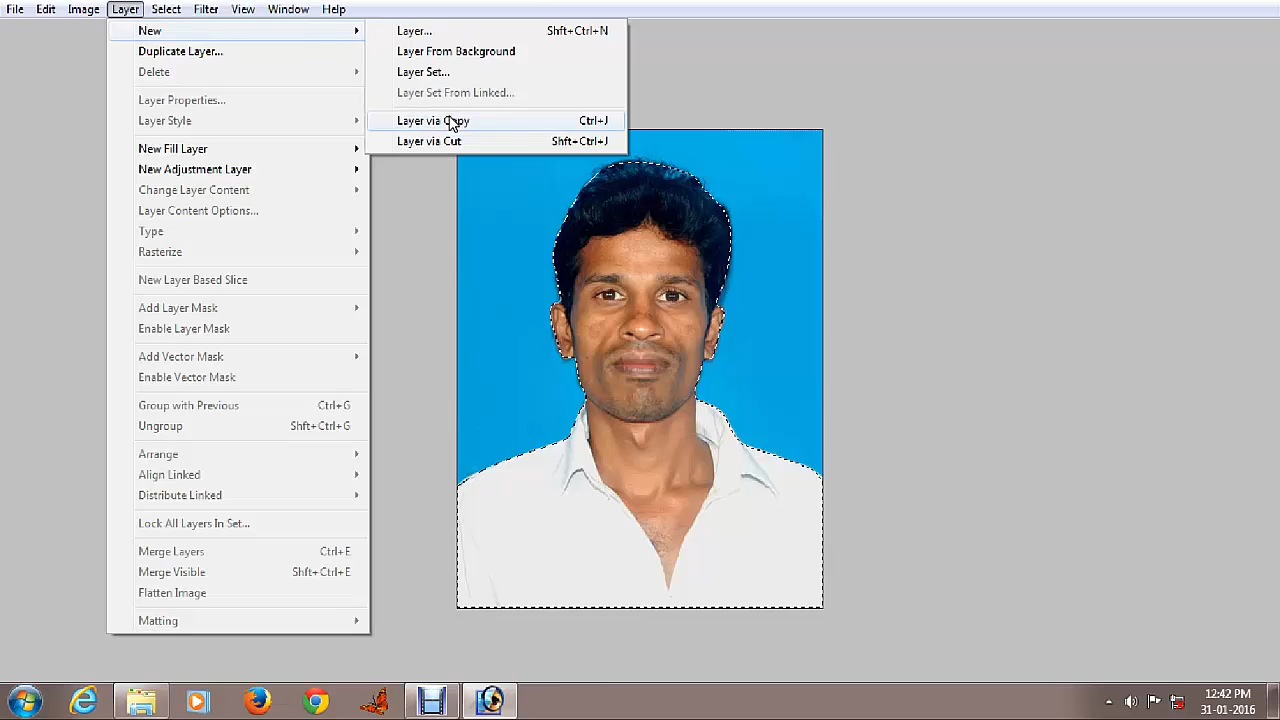 File Edit Image Layer Select Filter View Window Help
New
Duplicate Layer...
Delete
Layer Properties...
Layer Style
New Fill Layer
New Adjustment Layer
Change Layer Content
Layer Content Options...
Type
Rasterize
New Layer Based Slice
Add Layer Mask
Enable Layer Mask
Add Vector Mask
Enable Vector Mask
Group with Previous Ctrl+G
Ungroup Shft+Ctrl+G
Arrange
Align Linked
Distribute Linked
Lock All Layers In Set...
Merge Layers Ctrl+E
Merge Visible Shft+Ctrl+E
Flatten Image
Matting
Layer... Shft+Ctrl+N
Layer From Background
Layer Set...
Layer Set From Linked...
Layer via Copy Ctrl+J
Layer via Cut Shft+Ctrl+J
12:42 PM
31-01-2016